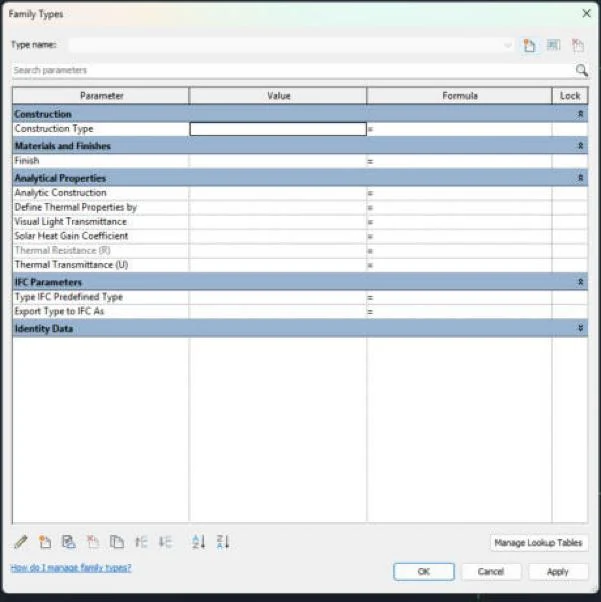 Family Types
Type name:
Search parameters
Parameter Value Formula Lock
Construction
Construction Type =
Materials and Finishes
Finish =
Analytical Properties
Analytic Construction =
Define Thermal Properties by =
Visual Light Transmittance =
Solar Heat Gain Coefficient =
Thermal Resistance (R) =
Thermal Transmittance (U) =
IFC Parameters
Type IFC Predefined Type =
Export Type to IFC As =
Identity Data
Manage Lookup Tables
How do I manage family types?
OK Cancel Apply